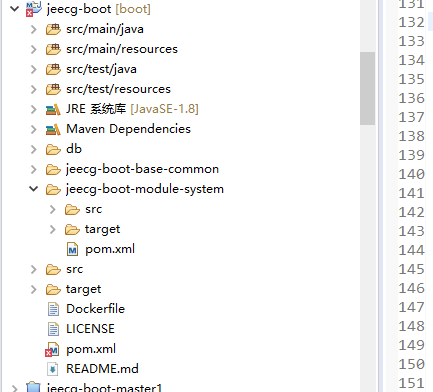 jeecg-boot [boot]
src/main/java
src/main/resources
src/test/java
src/test/resources
JRE 系统库 [JavaSE-1.8]
Maven Dependencies
db
jeecg-boot-base-common
jeecg-boot-module-system
src
target
pom.xml
src
target
Dockerfile
LICENSE
pom.xml
README.md
jeecg-boot-master1
131
132
133
134
135
136
137
138
139
140
141
142
143
144
145
146
147
148
149
150
151